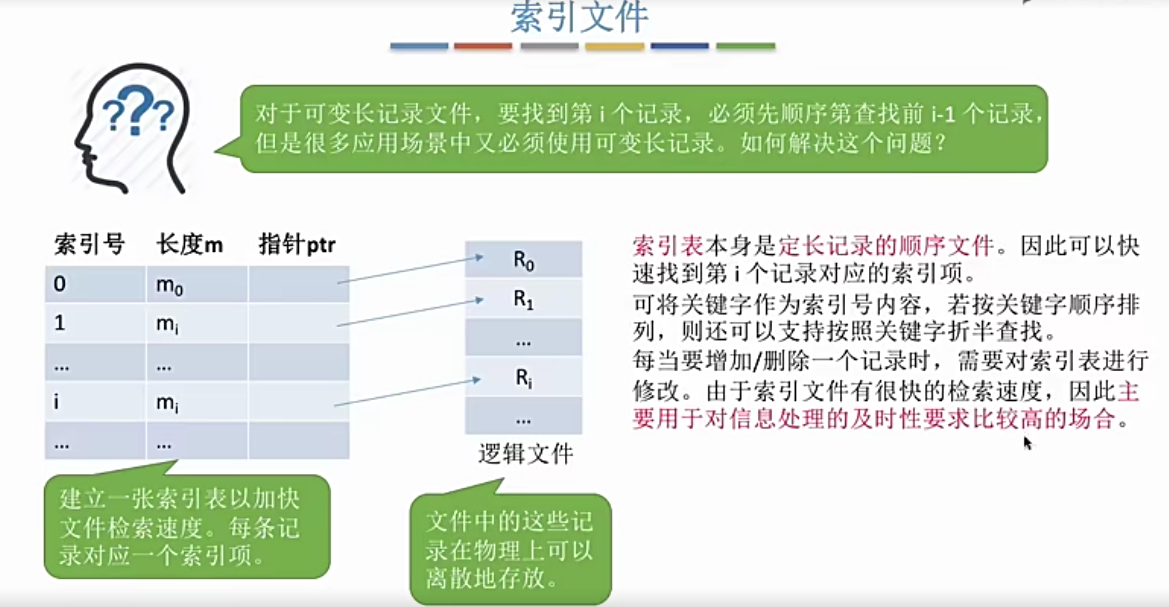 索引文件
???
对于可变长记录文件，要找到第 i 个记录，必须先顺序第查找前 i-1 个记录，
但是很多应用场景中又必须使用可变长记录。如何解决这个问题？
索引号 长度m 指针ptr
0 m0
1 mi
... ...
i mi
... ...
R0
R1
...
Ri
...
逻辑文件
索引表本身是定长记录的顺序文件。因此可以快
速找到第 i 个记录对应的索引项。
可将关键字作为索引号内容，若按关键字顺序排
列，则还可以支持按照关键字折半查找。
每当要增加/删除一个记录时，需要对索引表进行
修改。由于索引文件有很快的检索速度，因此主
要用于对信息处理的及时性要求比较高的场合。
建立一张索引表以加快
文件检索速度。每条记
录对应一个索引项。
文件中的这些记
录在物理上可以
离散地存放。